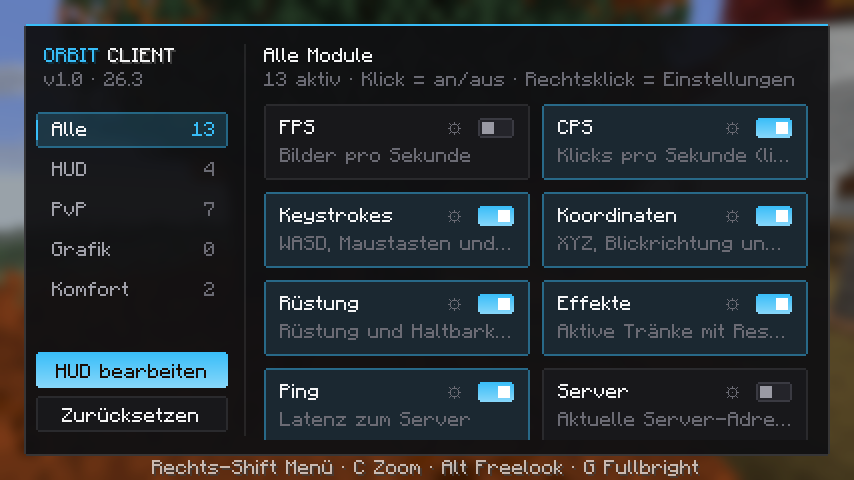 ORBIT CLIENT
v1.0 · 26.3
Alle 13
HUD 4
PvP 7
Grafik 0
Komfort 2
HUD bearbeiten
Zurücksetzen
Alle Module
13 aktiv · Klick = an/aus · Rechtsklick = Einstellungen
FPS
Bilder pro Sekunde
CPS
Klicks pro Sekunde (li...
Keystrokes
WASD, Maustasten und...
Koordinaten
XYZ, Blickrichtung un...
Rüstung
Rüstung und Haltbark...
Effekte
Aktive Tränke mit Res...
Ping
Latenz zum Server
Server
Aktuelle Server-Adre...
Rechts-Shift Menü · C Zoom · Alt Freelook · G Fullbright